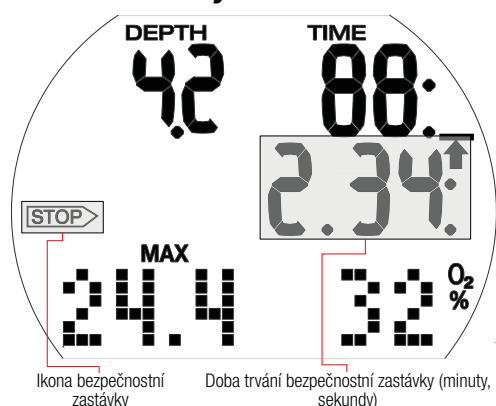 DEPTH TIME
4.2 88:
2.34:
STOP
MAX
24.4 32 O₂
%
Ikona bezpečnostní
zastávky
Doba trvání bezpečnostní zastávky (minuty,
sekundy)